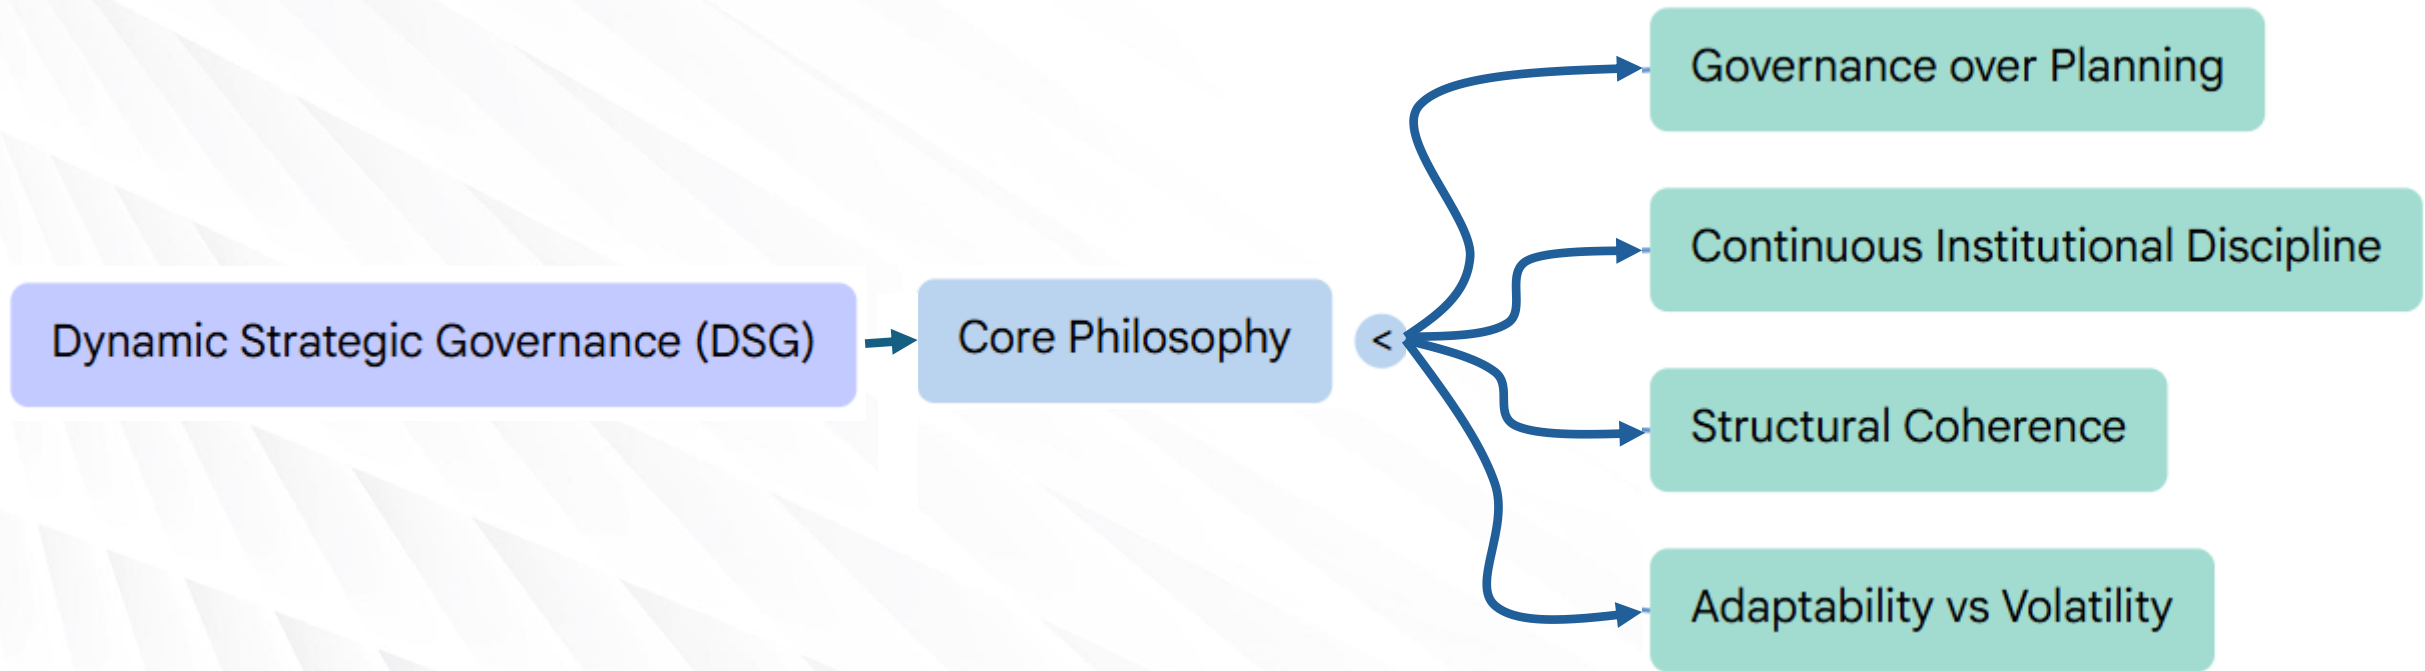 Dynamic Strategic Governance (DSG)
Core Philosophy
<
Governance over Planning
Continuous Institutional Discipline
Structural Coherence
Adaptability vs Volatility